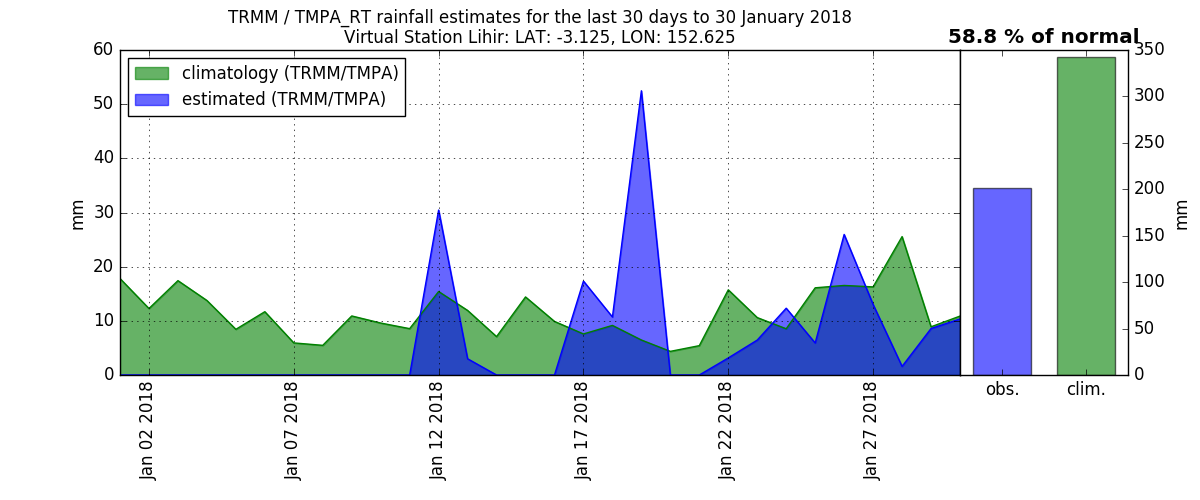 TRMM / TMPA_RT rainfall estimates for the last 30 days to 30 January 2018
Virtual Station Lihir: LAT: -3.125, LON: 152.625
58.8 % of normal
climatology (TRMM/TMPA)
estimated (TRMM/TMPA)
60
50
40
30
20
10
0
mm
Jan 02 2018
Jan 07 2018
Jan 12 2018
Jan 17 2018
Jan 22 2018
Jan 27 2018
obs.
clim.
350
300
250
200
150
100
50
0
mm